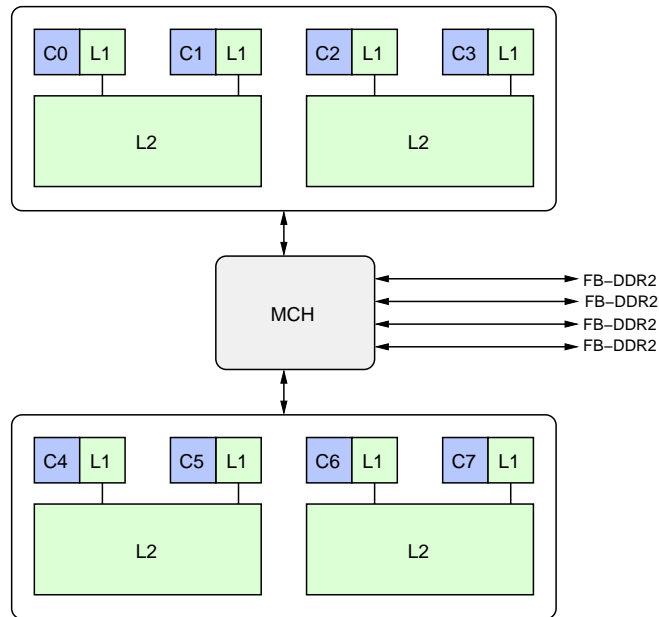 C0 L1 C1 L1 C2 L1 C3 L1
L2 L2
MCH
FB−DDR2
FB−DDR2
FB−DDR2
FB−DDR2
C4 L1 C5 L1 C6 L1 C7 L1
L2 L2